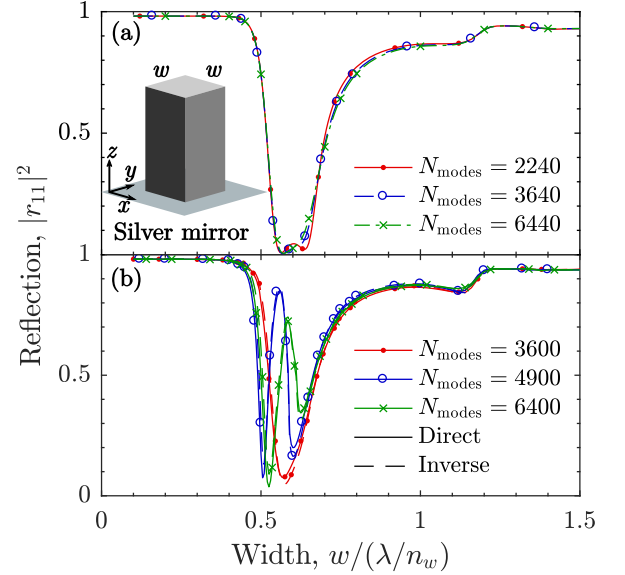 1
(a)
w w
0.5
z
y
x
Silver mirror
N_modes = 2240
N_modes = 3640
N_modes = 6440
Reflection, |r_11|^2
1
(b)
0.5
N_modes = 3600
N_modes = 4900
N_modes = 6400
Direct
Inverse
0
0 0.5 1 1.5
Width, w/(λ/n_w)